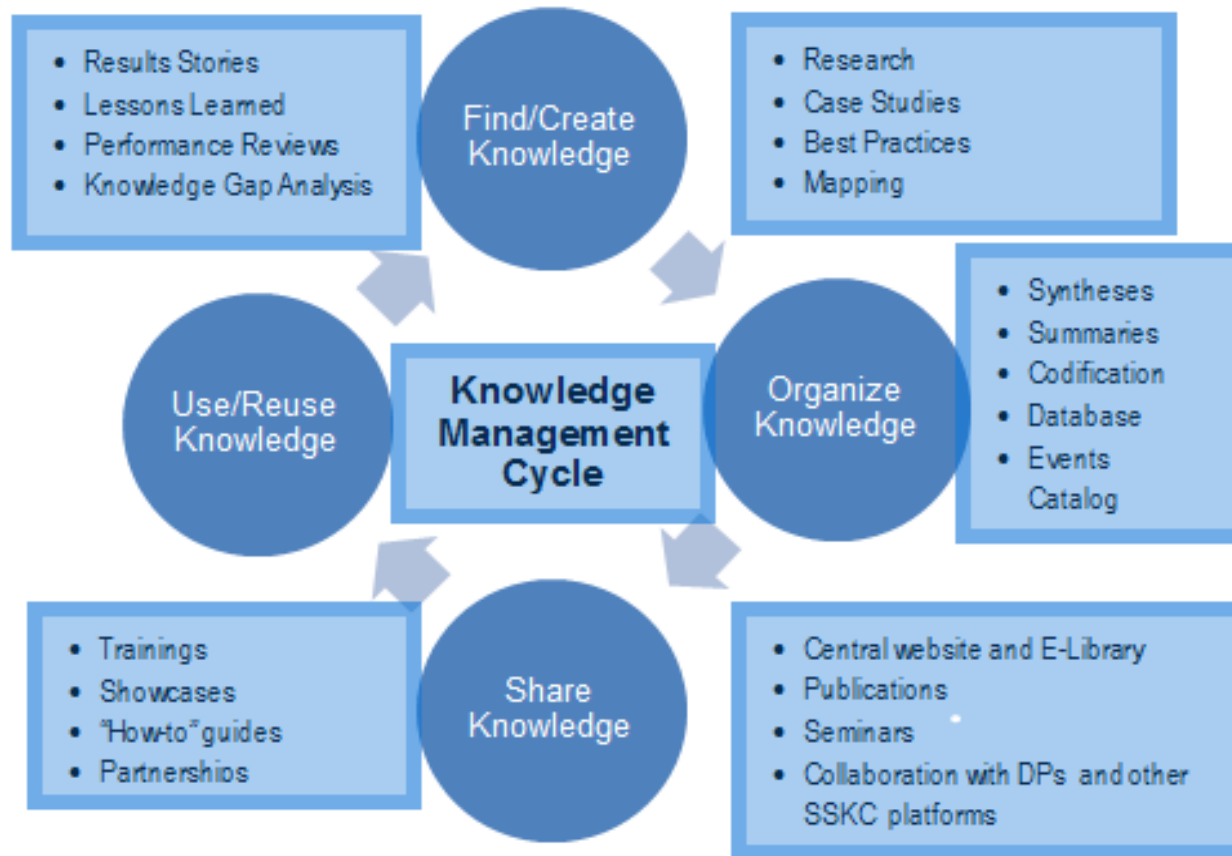 • Results Stories
• Lessons Learned
• Performance Reviews
• Knowledge Gap Analysis
Find/Create
Knowledge
• Research
• Case Studies
• Best Practices
• Mapping
Use/Reuse
Knowledge
Knowledge
Management
Cycle
Organize
Knowledge
• Syntheses
• Summaries
• Codification
• Database
• Events
Catalog
• Trainings
• Showcases
• "How-to" guides
• Partnerships
Share
Knowledge
• Central website and E-Library
• Publications
• Seminars
• Collaboration with DPs and other
SSKC platforms